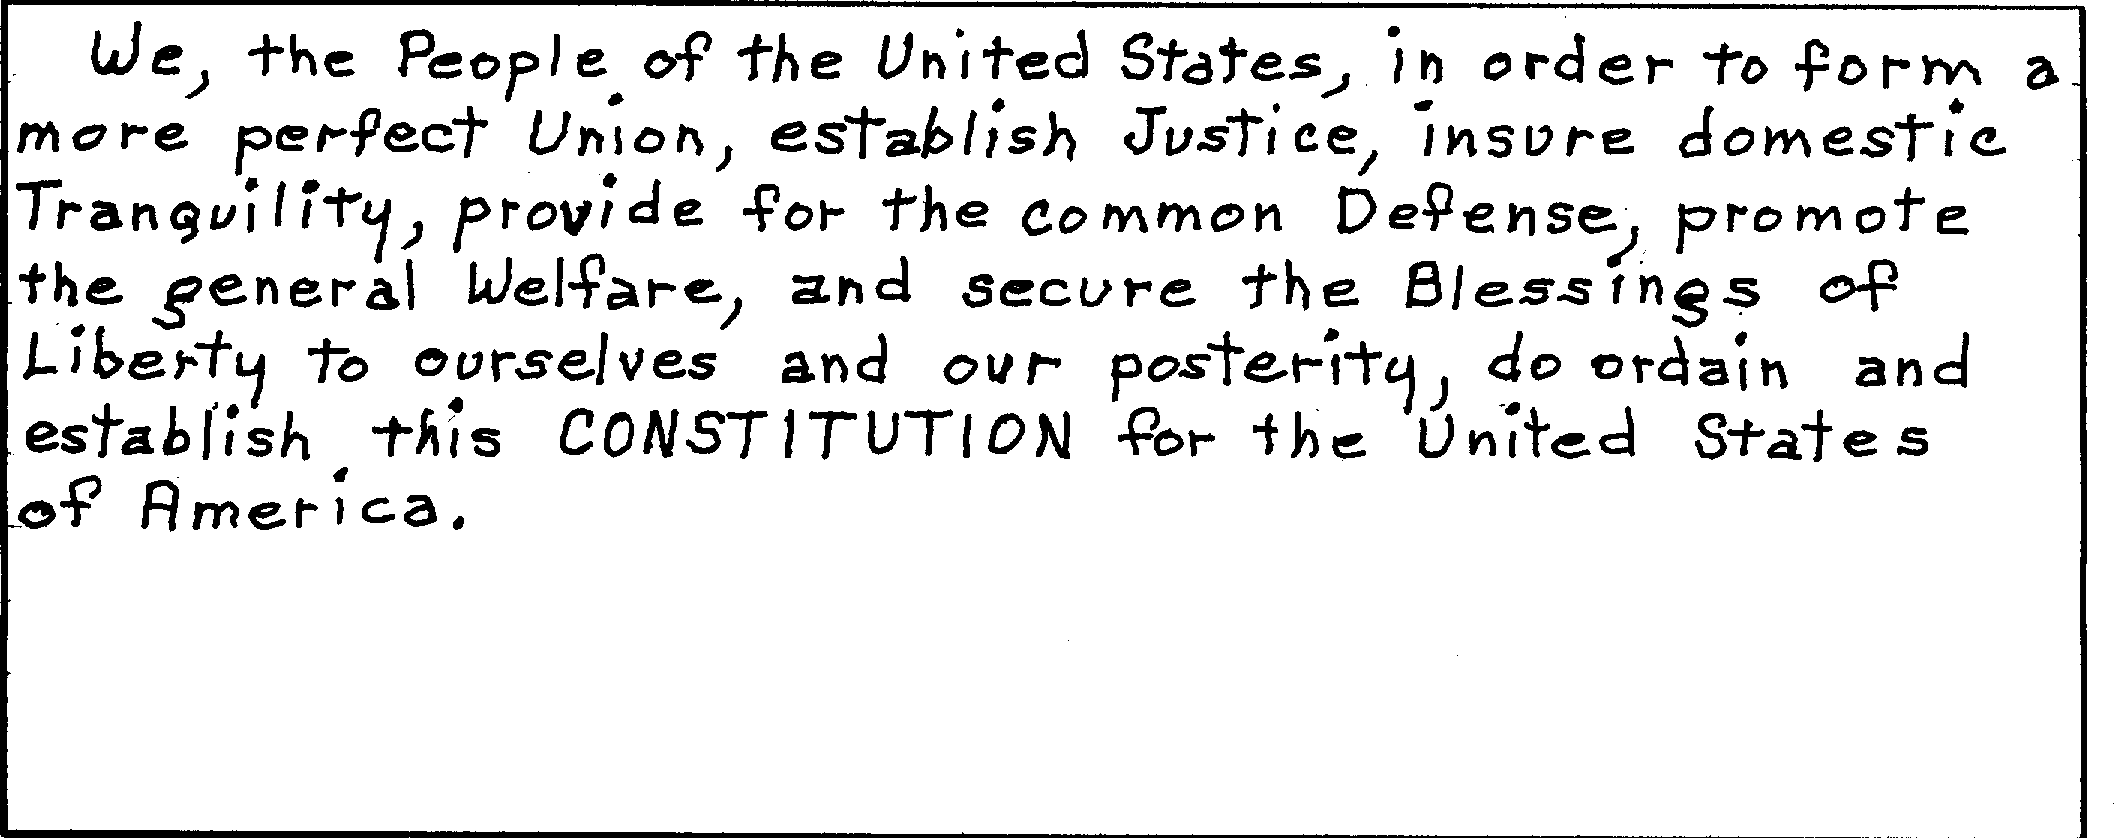 We, the People of the United States, in order to form a
more perfect Union, establish Justice, insure domestic
Tranquility, provide for the common Defense, promote
the general Welfare, and secure the Blessings of
Liberty to ourselves and our posterity, do ordain and
establish this CONSTITUTION for the United States
of America.